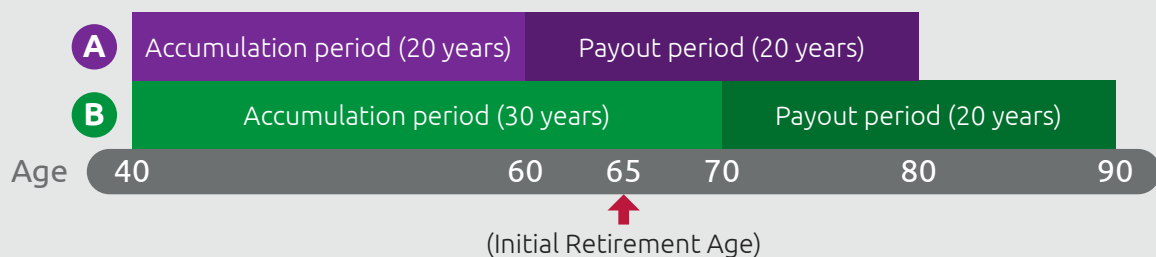 A Accumulation period (20 years) Payout period (20 years)
B Accumulation period (30 years) Payout period (20 years)
Age 40 60 65 70 80 90
(Initial Retirement Age)